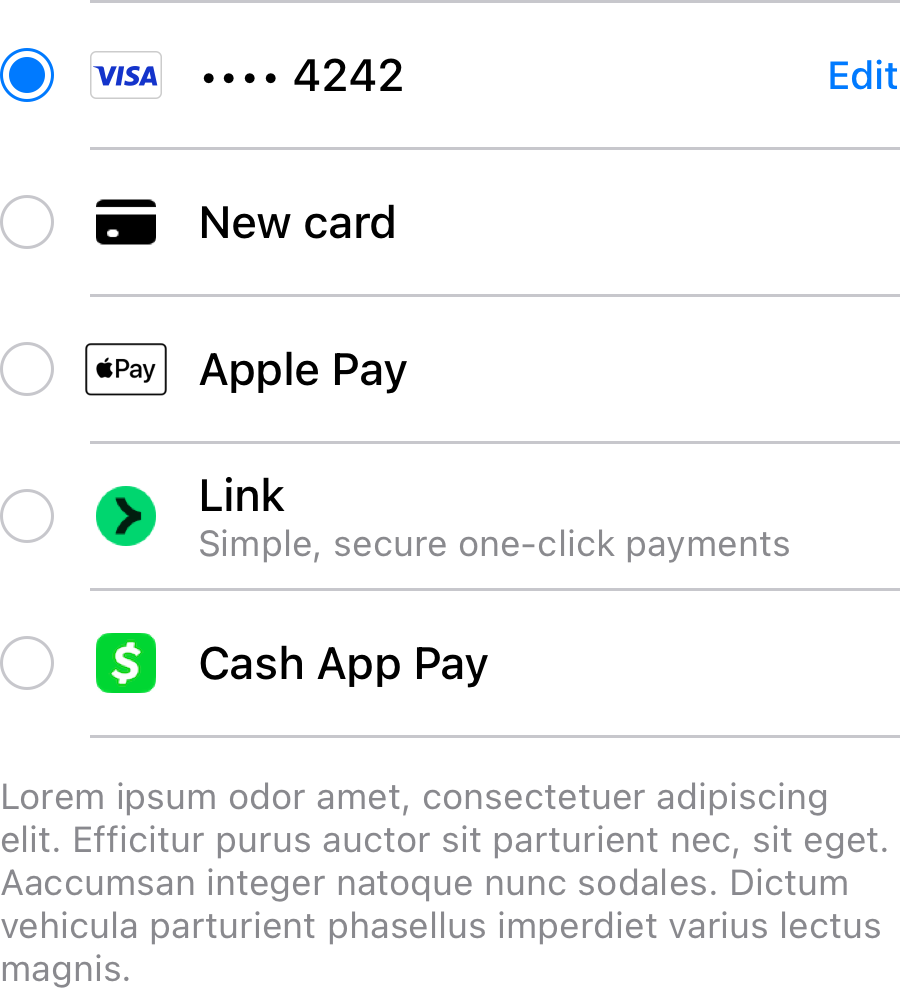 VISA •••• 4242 Edit
New card
Pay Apple Pay
Link
Simple, secure one-click payments
$ Cash App Pay
Lorem ipsum odor amet, consectetuer adipiscing
elit. Efficitur purus auctor sit parturient nec, sit eget.
Aaccumsan integer natoque nunc sodales. Dictum
vehicula parturient phasellus imperdiet varius lectus
magnis.